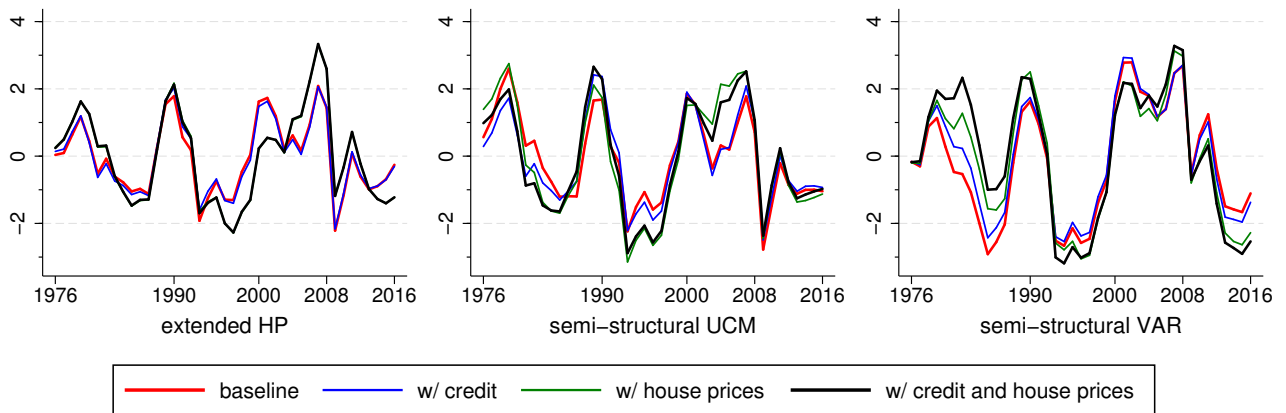 4 4 4
2 2 2
0 0 0
−2 −2 −2
1976 1990 2000 2008 2016 1976 1990 2000 2008 2016 1976 1990 2000 2008 2016
extended HP semi−structural UCM semi−structural VAR
baseline w/ credit w/ house prices w/ credit and house prices